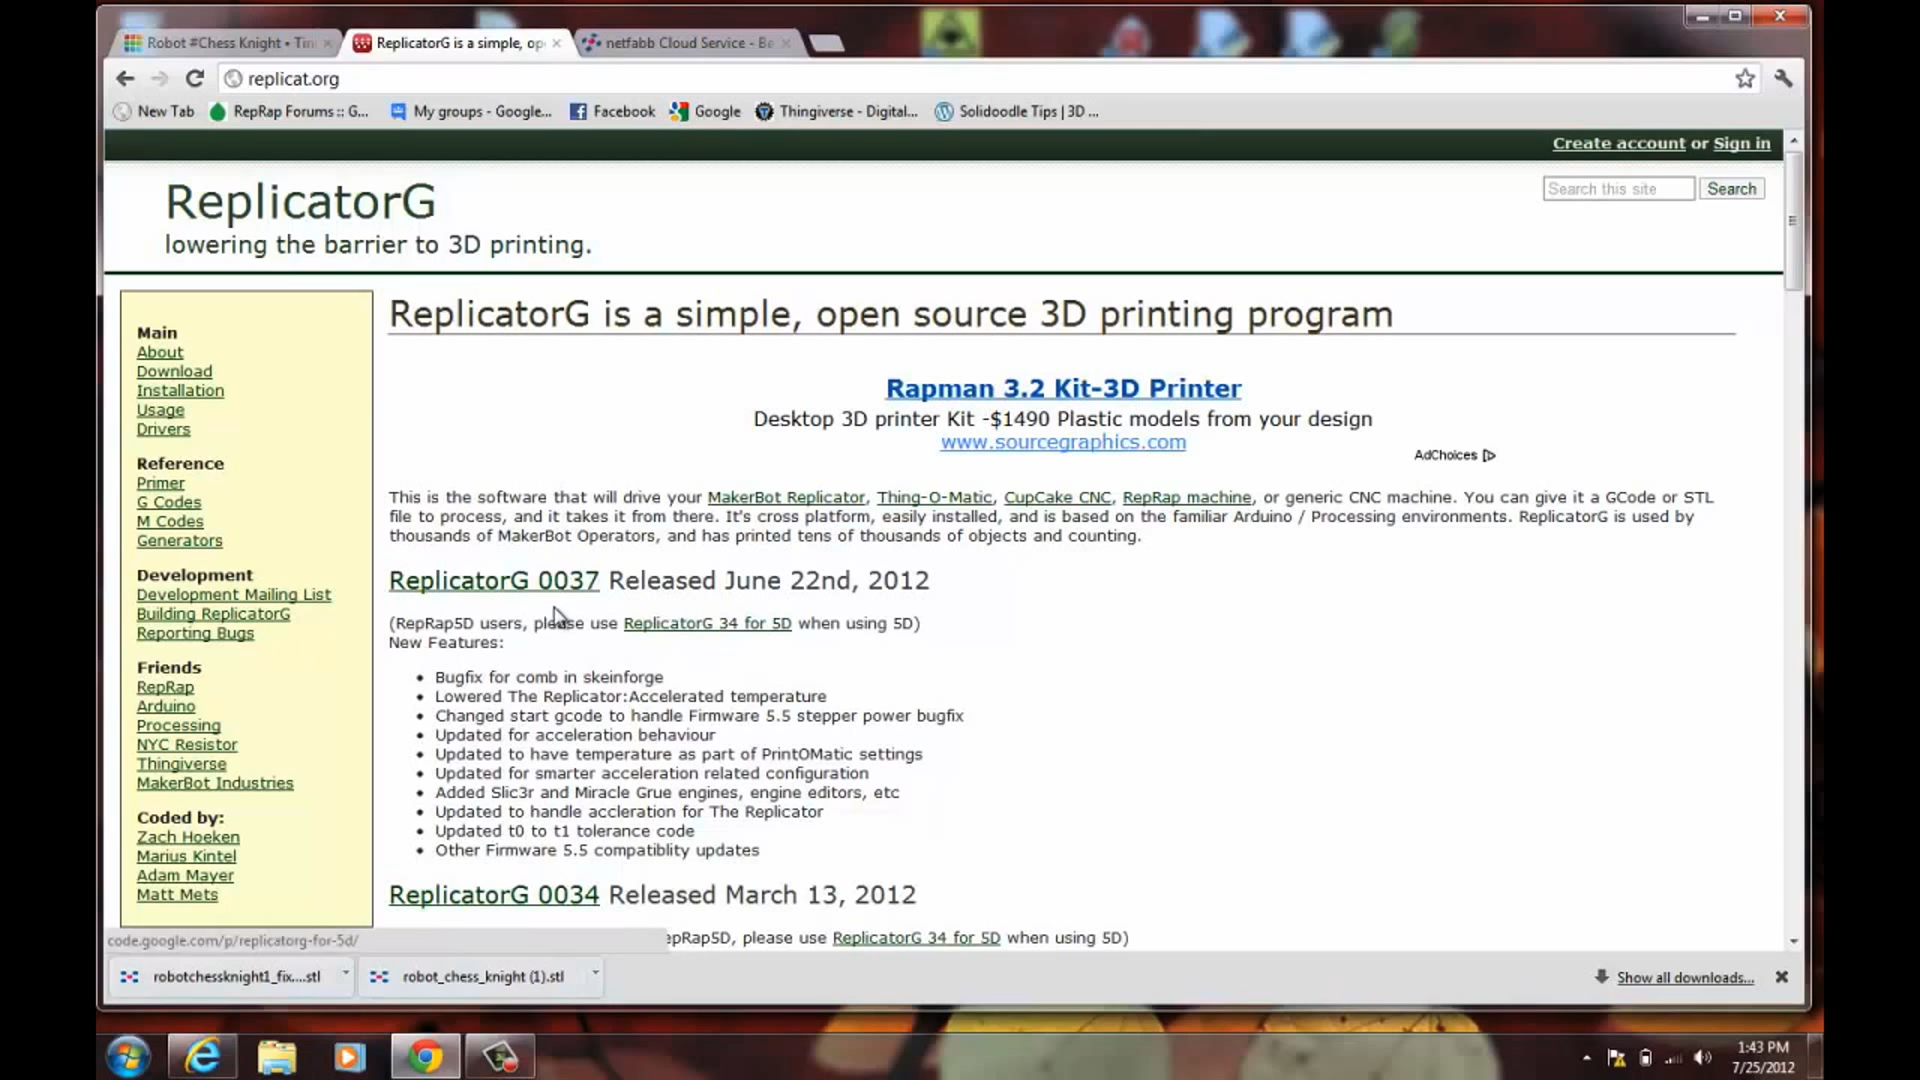 Robot #Chess Knight • Tin
ReplicatorG is a simple, op
netfabb Cloud Service - Be
replicat.org
New Tab
RepRap Forums :: G...
My groups - Google...
Facebook
Google
Thingiverse - Digital...
Solidoodle Tips | 3D ...
Create account or Sign in
Search this site
Search
ReplicatorG
lowering the barrier to 3D printing.
Main
About
Download
Installation
Usage
Drivers
Reference
Primer
G Codes
M Codes
Generators
Development
Development Mailing List
Building ReplicatorG
Reporting Bugs
Friends
RepRap
Arduino
Processing
NYC Resistor
Thingiverse
MakerBot Industries
Coded by:
Zach Hoeken
Marius Kintel
Adam Mayer
Matt Mets
ReplicatorG is a simple, open source 3D printing program
Rapman 3.2 Kit-3D Printer
Desktop 3D printer Kit -$1490 Plastic models from your design
www.sourcegraphics.com
AdChoices
This is the software that will drive your MakerBot Replicator, Thing-O-Matic, CupCake CNC, RepRap machine, or generic CNC machine. You can give it a GCode or STL
file to process, and it takes it from there. It's cross platform, easily installed, and is based on the familiar Arduino / Processing environments. ReplicatorG is used by
thousands of MakerBot Operators, and has printed tens of thousands of objects and counting.
ReplicatorG 0037 Released June 22nd, 2012
(RepRap5D users, please use ReplicatorG 34 for 5D when using 5D)
New Features:
• Bugfix for comb in skeinforge
• Lowered The Replicator:Accelerated temperature
• Changed start gcode to handle Firmware 5.5 stepper power bugfix
• Updated for acceleration behaviour
• Updated to have temperature as part of PrintOMatic settings
• Updated for smarter acceleration related configuration
• Added Slic3r and Miracle Grue engines, engine editors, etc
• Updated to handle accleration for The Replicator
• Updated t0 to t1 tolerance code
• Other Firmware 5.5 compatiblity updates
ReplicatorG 0034 Released March 13, 2012
epRap5D, please use ReplicatorG 34 for 5D when using 5D)
code.google.com/p/replicatorg-for-5d/
robotchessknight1_fix....stl
robot_chess_knight (1).stl
Show all downloads...
1:43 PM
7/25/2012